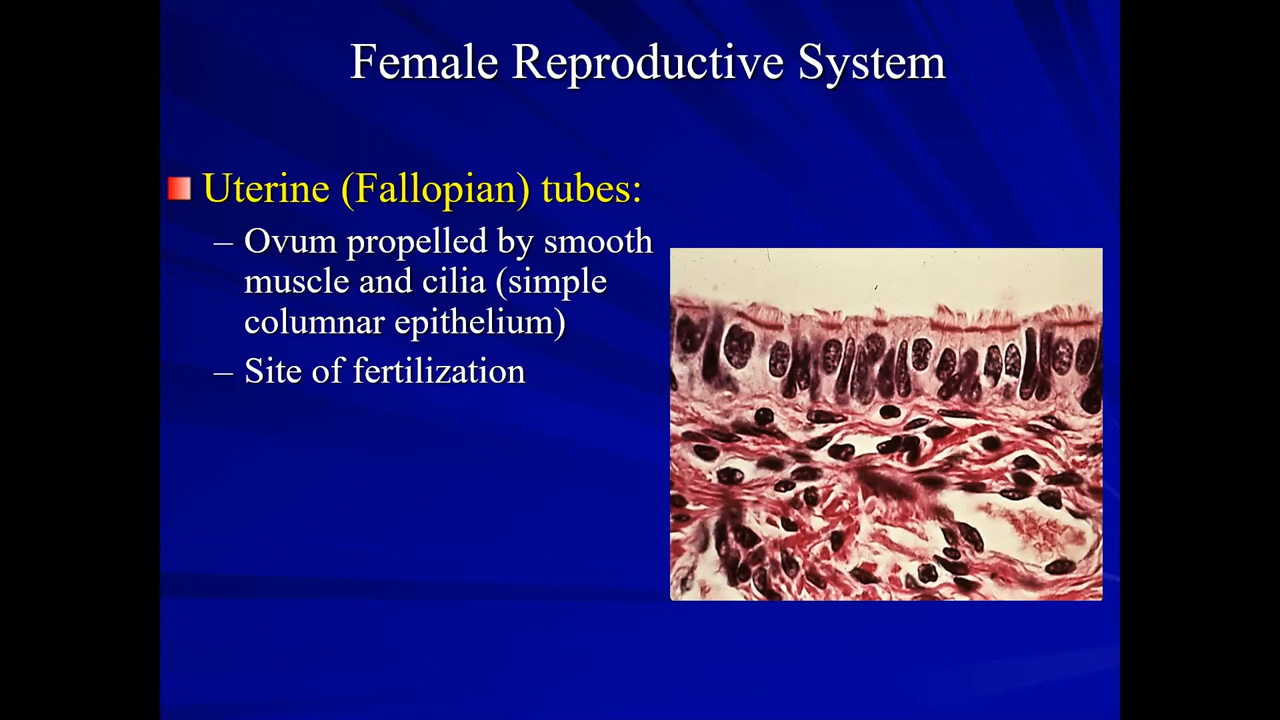 Female Reproductive System
Uterine (Fallopian) tubes:
– Ovum propelled by smooth
muscle and cilia (simple
columnar epithelium)
– Site of fertilization